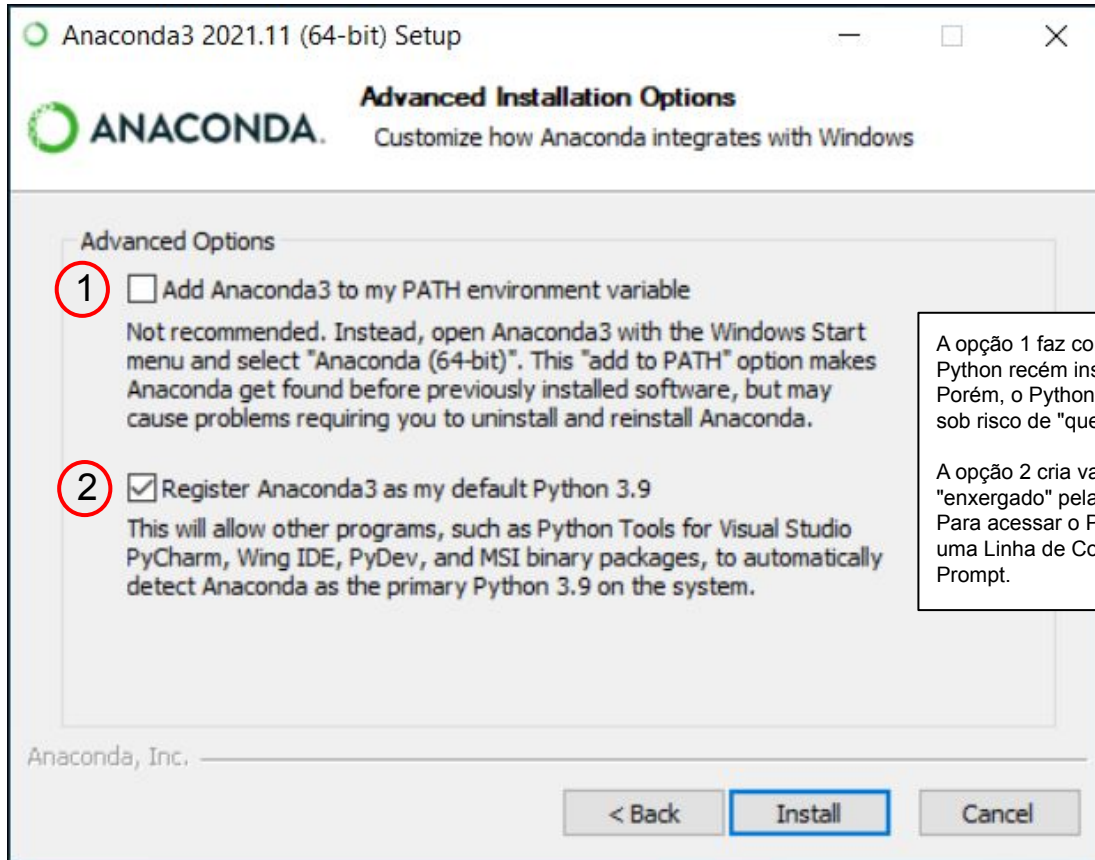 Anaconda3 2021.11 (64-bit) Setup
ANACONDA.
Advanced Installation Options
Customize how Anaconda integrates with Windows
Advanced Options
1
Add Anaconda3 to my PATH environment variable
Not recommended. Instead, open Anaconda3 with the Windows Start
menu and select "Anaconda (64-bit)". This "add to PATH" option makes
Anaconda get found before previously installed software, but may
cause problems requiring you to uninstall and reinstall Anaconda.
2
Register Anaconda3 as my default Python 3.9
This will allow other programs, such as Python Tools for Visual Studio
PyCharm, Wing IDE, PyDev, and MSI binary packages, to automatically
detect Anaconda as the primary Python 3.9 on the system.
A opção 1 faz
Python recém
Porém, o Python
sob risco de
A opção 2 cria
"enxergado" pela
Para acessar o
uma Linha de
Prompt.
Anaconda, Inc.
< Back
Install
Cancel